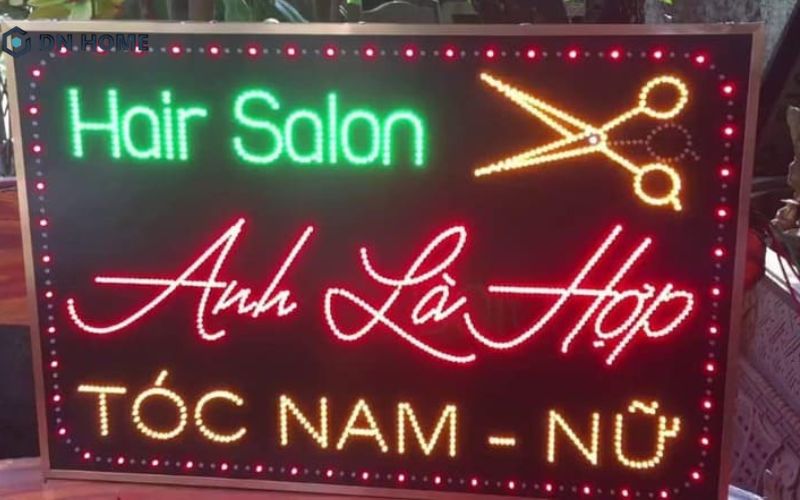 DN HOME
Hair Salon
Anh Là Hợp
TÓC NAM - NỮ